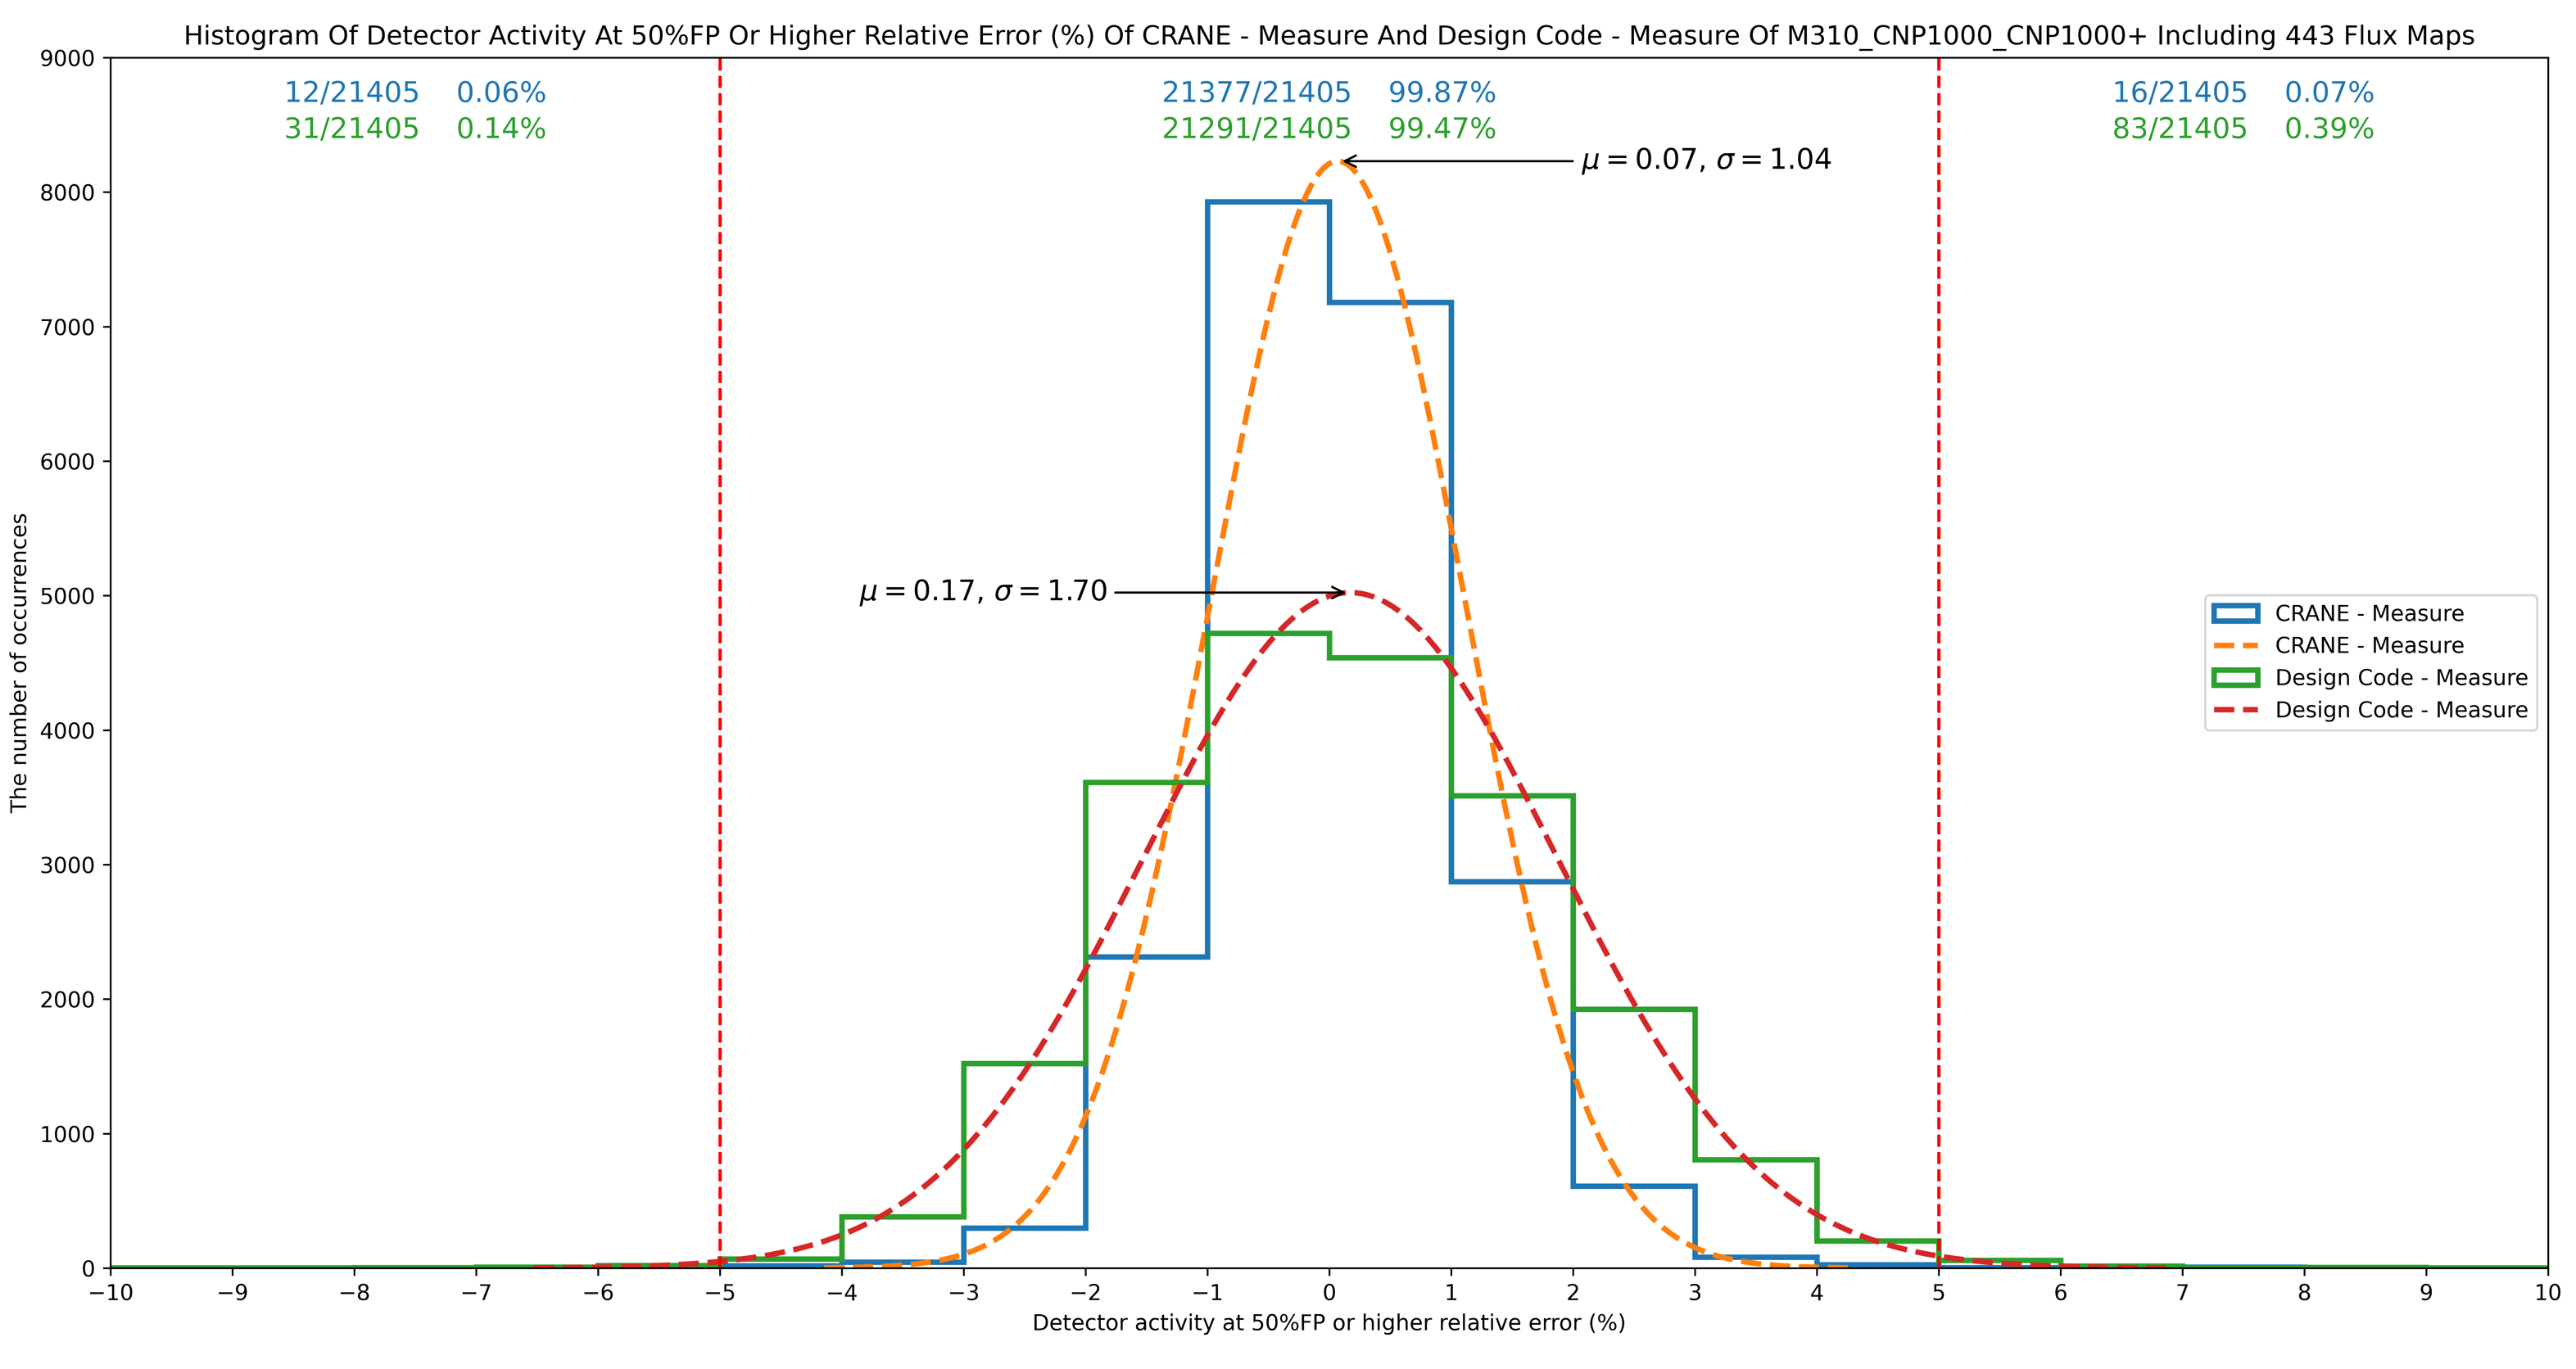 Histogram Of Detector Activity At 50%FP Or Higher Relative Error (%) Of CRANE - Measure And Design Code - Measure Of M310_CNP1000_CNP1000+ Including 443 Flux Maps
12/21405 0.06%
31/21405 0.14%
21377/21405 99.87%
21291/21405 99.47%
16/21405 0.07%
83/21405 0.39%
μ = 0.07, σ = 1.04
μ = 0.17, σ = 1.70
The number of occurrences
9000
8000
7000
6000
5000
4000
3000
2000
1000
0
CRANE - Measure
CRANE - Measure
Design Code - Measure
Design Code - Measure
−10 −9 −8 −7 −6 −5 −4 −3 −2 −1 0 1 2 3 4 5 6 7 8 9 10
Detector activity at 50%FP or higher relative error (%)